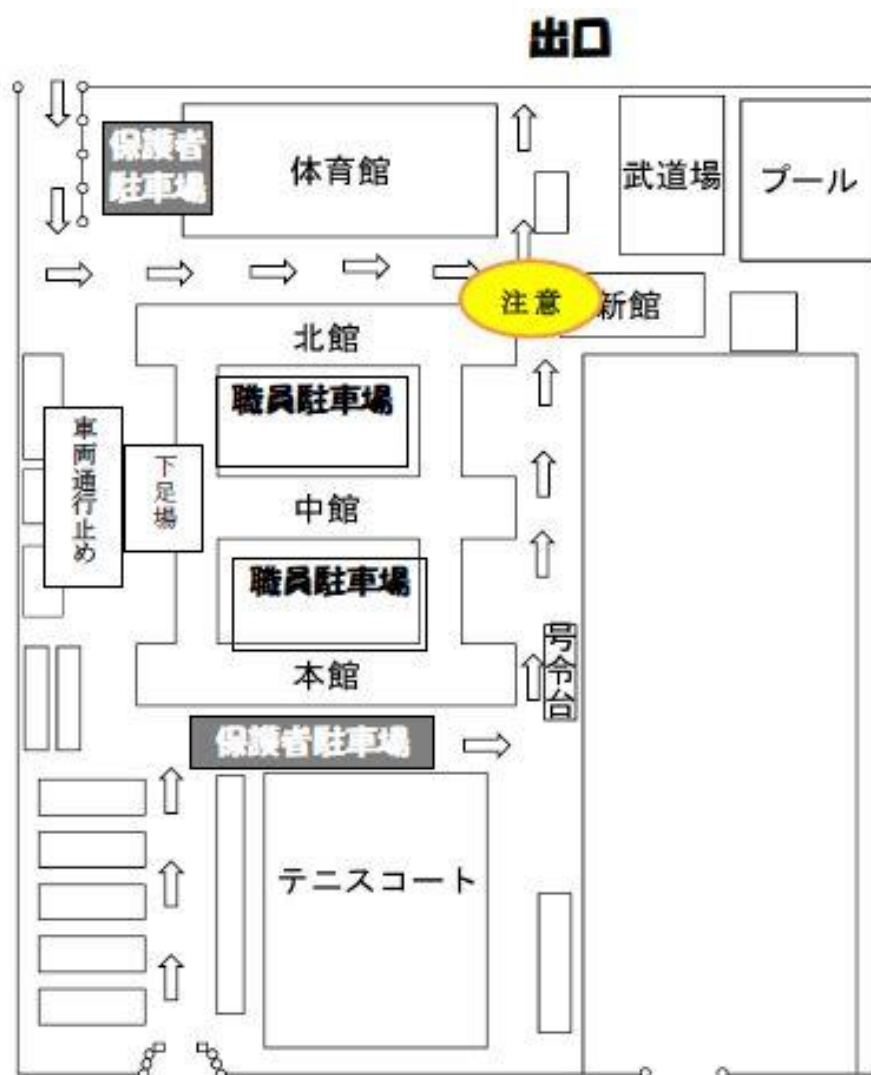 出口
保護者
駐車場
体育館
武道場
プール
注意
新館
北館
職員駐車場
車両通行止め
下足場
中館
職員駐車場
号令台
本館
保護者駐車場
テニスコート